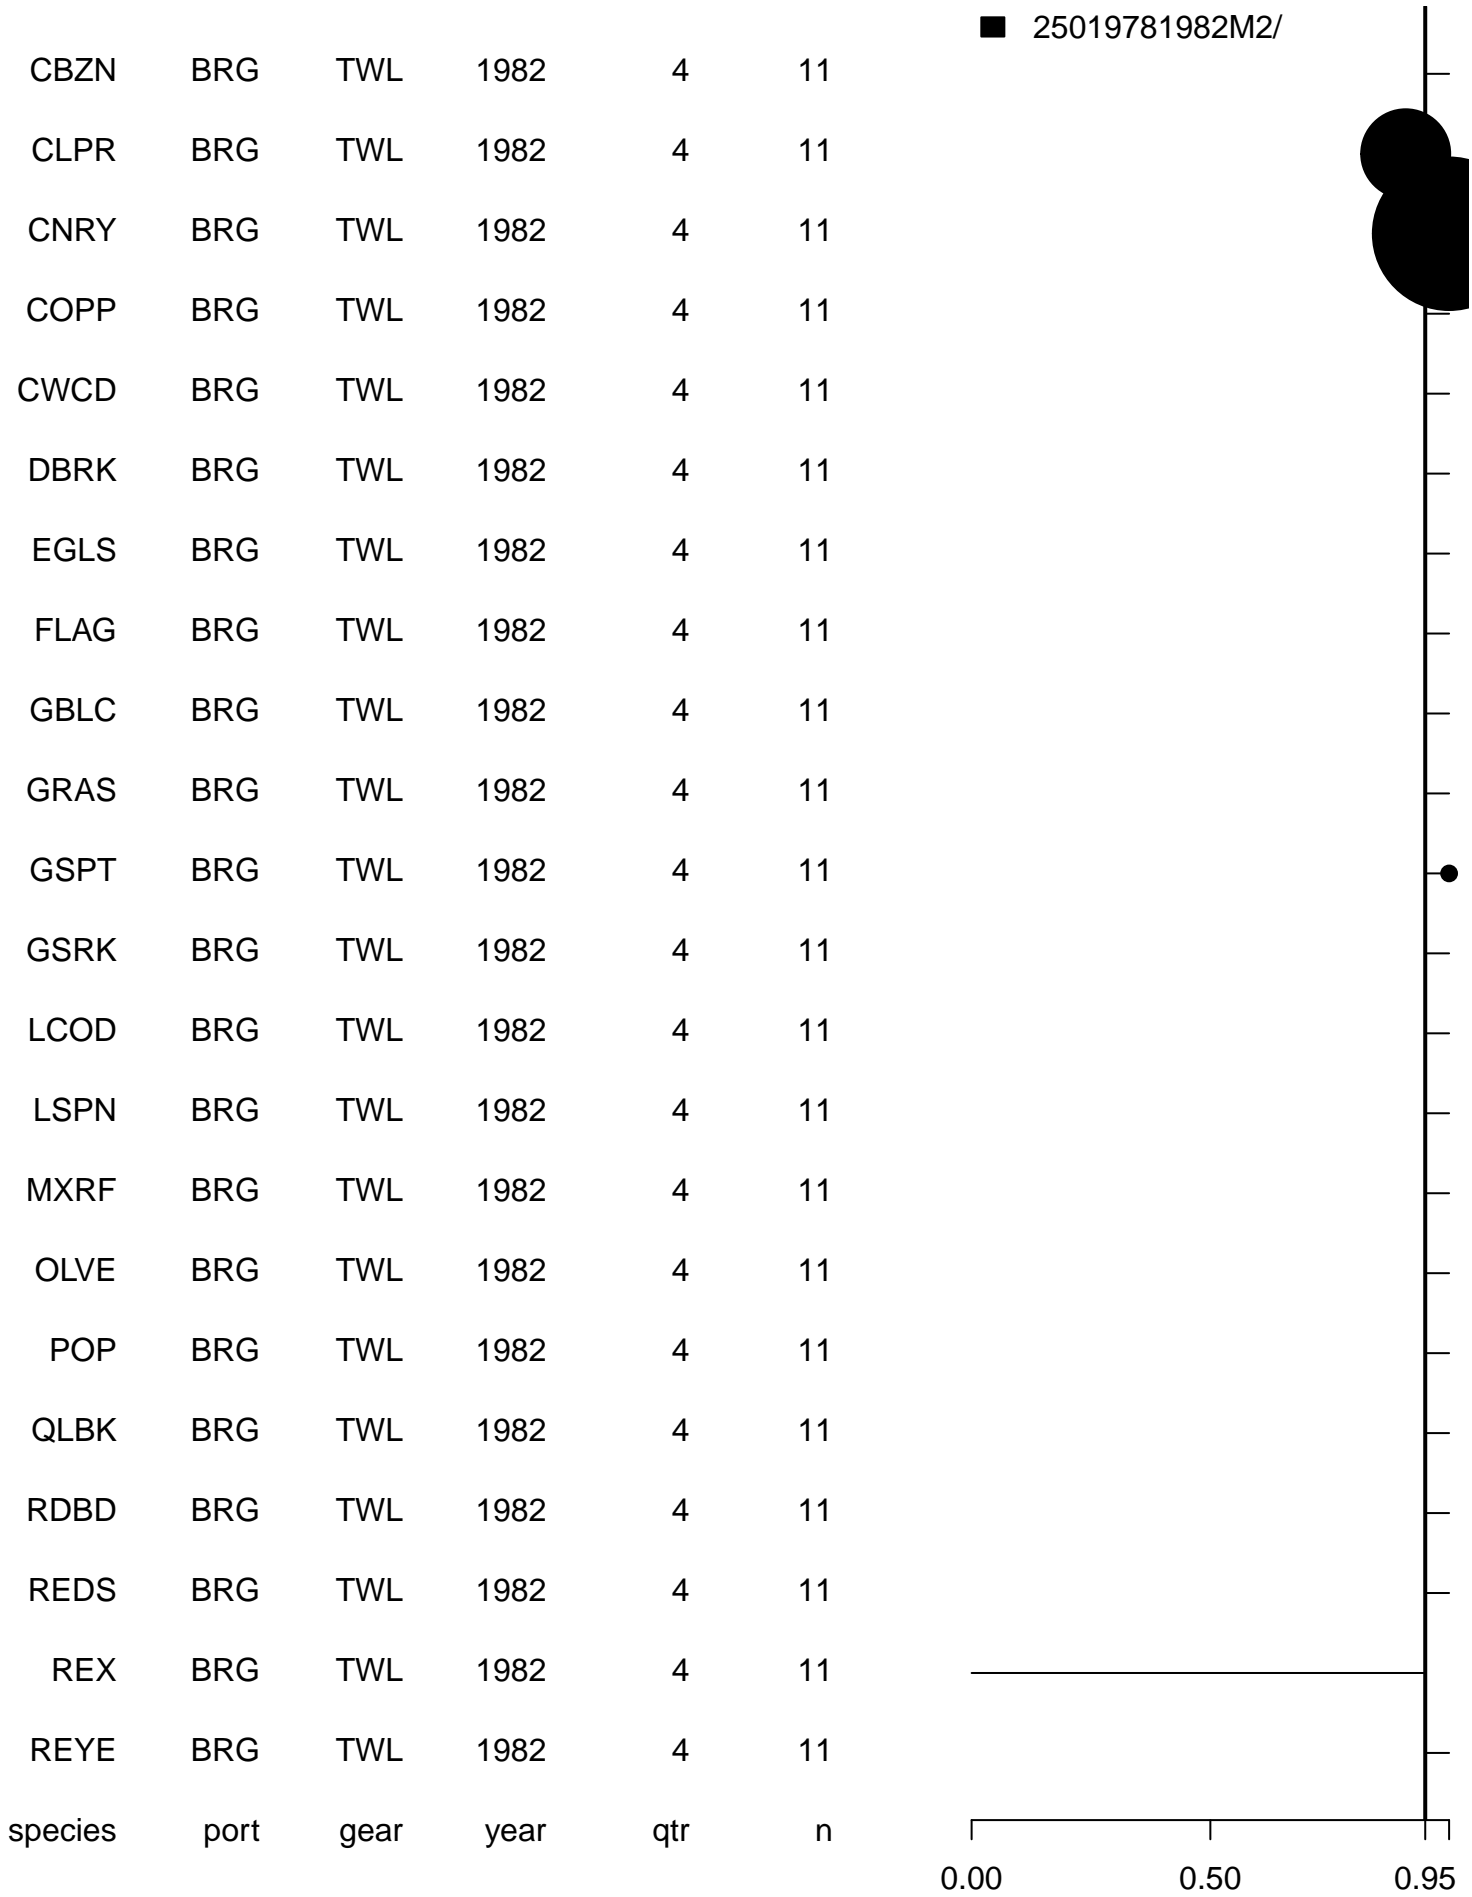 25019781982M2/
CBZN BRG TWL 1982 4 11
CLPR BRG TWL 1982 4 11
CNRY BRG TWL 1982 4 11
COPP BRG TWL 1982 4 11
CWCD BRG TWL 1982 4 11
DBRK BRG TWL 1982 4 11
EGLS BRG TWL 1982 4 11
FLAG BRG TWL 1982 4 11
GBLC BRG TWL 1982 4 11
GRAS BRG TWL 1982 4 11
GSPT BRG TWL 1982 4 11
GSRK BRG TWL 1982 4 11
LCOD BRG TWL 1982 4 11
LSPN BRG TWL 1982 4 11
MXRF BRG TWL 1982 4 11
OLVE BRG TWL 1982 4 11
POP BRG TWL 1982 4 11
QLBK BRG TWL 1982 4 11
RDBD BRG TWL 1982 4 11
REDS BRG TWL 1982 4 11
REX BRG TWL 1982 4 11
REYE BRG TWL 1982 4 11
species port gear year qtr n
0.00 0.50 0.95